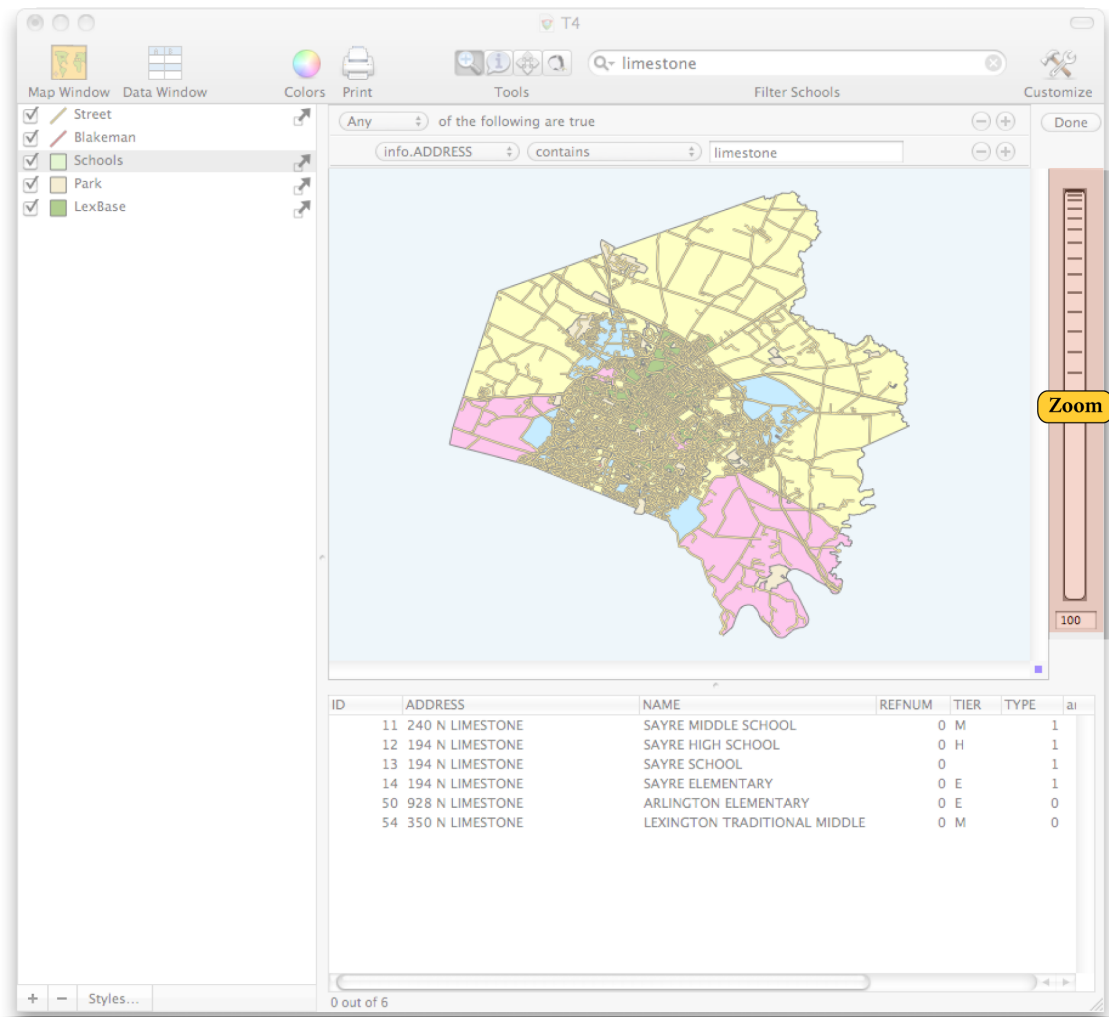 T4
limestone
Map Window Data Window Colors Print Tools Filter Schools Customize
Street
Blakeman
Schools
Park
LexBase
Any of the following are true Done
info.ADDRESS contains limestone
Zoom
100
ID ADDRESS NAME REFNUM TIER TYPE
11 240 N LIMESTONE SAYRE MIDDLE SCHOOL 0 M 1
12 194 N LIMESTONE SAYRE HIGH SCHOOL 0 H 1
13 194 N LIMESTONE SAYRE SCHOOL 0 1
14 194 N LIMESTONE SAYRE ELEMENTARY 0 E 1
50 928 N LIMESTONE ARLINGTON ELEMENTARY 0 E 0
54 350 N LIMESTONE LEXINGTON TRADITIONAL MIDDLE 0 M 0
+ − Styles... 0 out of 6